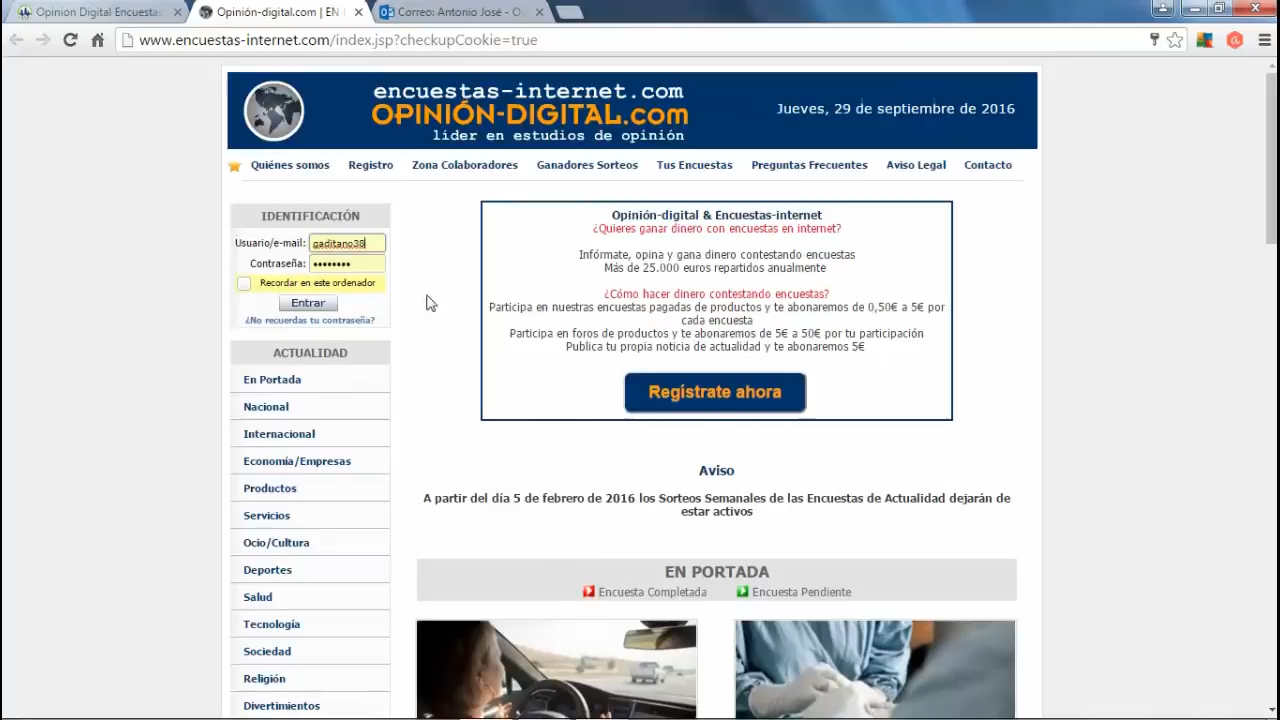 Opinion Digital Encuestas
Opinión-digital.com | EN
Correo: Antonio José - O
www.encuestas-internet.com/index.jsp?checkupCookie=true
encuestas-internet.com
OPINIÓN-DIGITAL.com
líder en estudios de opinión
Jueves, 29 de septiembre de 2016
Quiénes somos Registro Zona Colaboradores Ganadores Sorteos Tus Encuestas Preguntas Frecuentes Aviso Legal Contacto
IDENTIFICACIÓN
Usuario/e-mail: gaditano38
Contraseña: ••••••••
Recordar en este ordenador
Entrar
¿No recuerdas tu contraseña?
ACTUALIDAD
En Portada
Nacional
Internacional
Economía/Empresas
Productos
Servicios
Ocio/Cultura
Deportes
Salud
Tecnología
Sociedad
Religión
Divertimientos
Opinión-digital & Encuestas-internet
¿Quieres ganar dinero con encuestas en internet?
Infórmate, opina y gana dinero contestando encuestas
Más de 25.000 euros repartidos anualmente
¿Cómo hacer dinero contestando encuestas?
Participa en nuestras encuestas pagadas de productos y te abonaremos de 0,50€ a 5€ por
cada encuesta
Participa en foros de productos y te abonaremos de 5€ a 50€ por tu participación
Publica tu propia noticia de actualidad y te abonaremos 5€
Regístrate ahora
Aviso
A partir del día 5 de febrero de 2016 los Sorteos Semanales de las Encuestas de Actualidad dejarán de
estar activos
EN PORTADA
Encuesta Completada Encuesta Pendiente